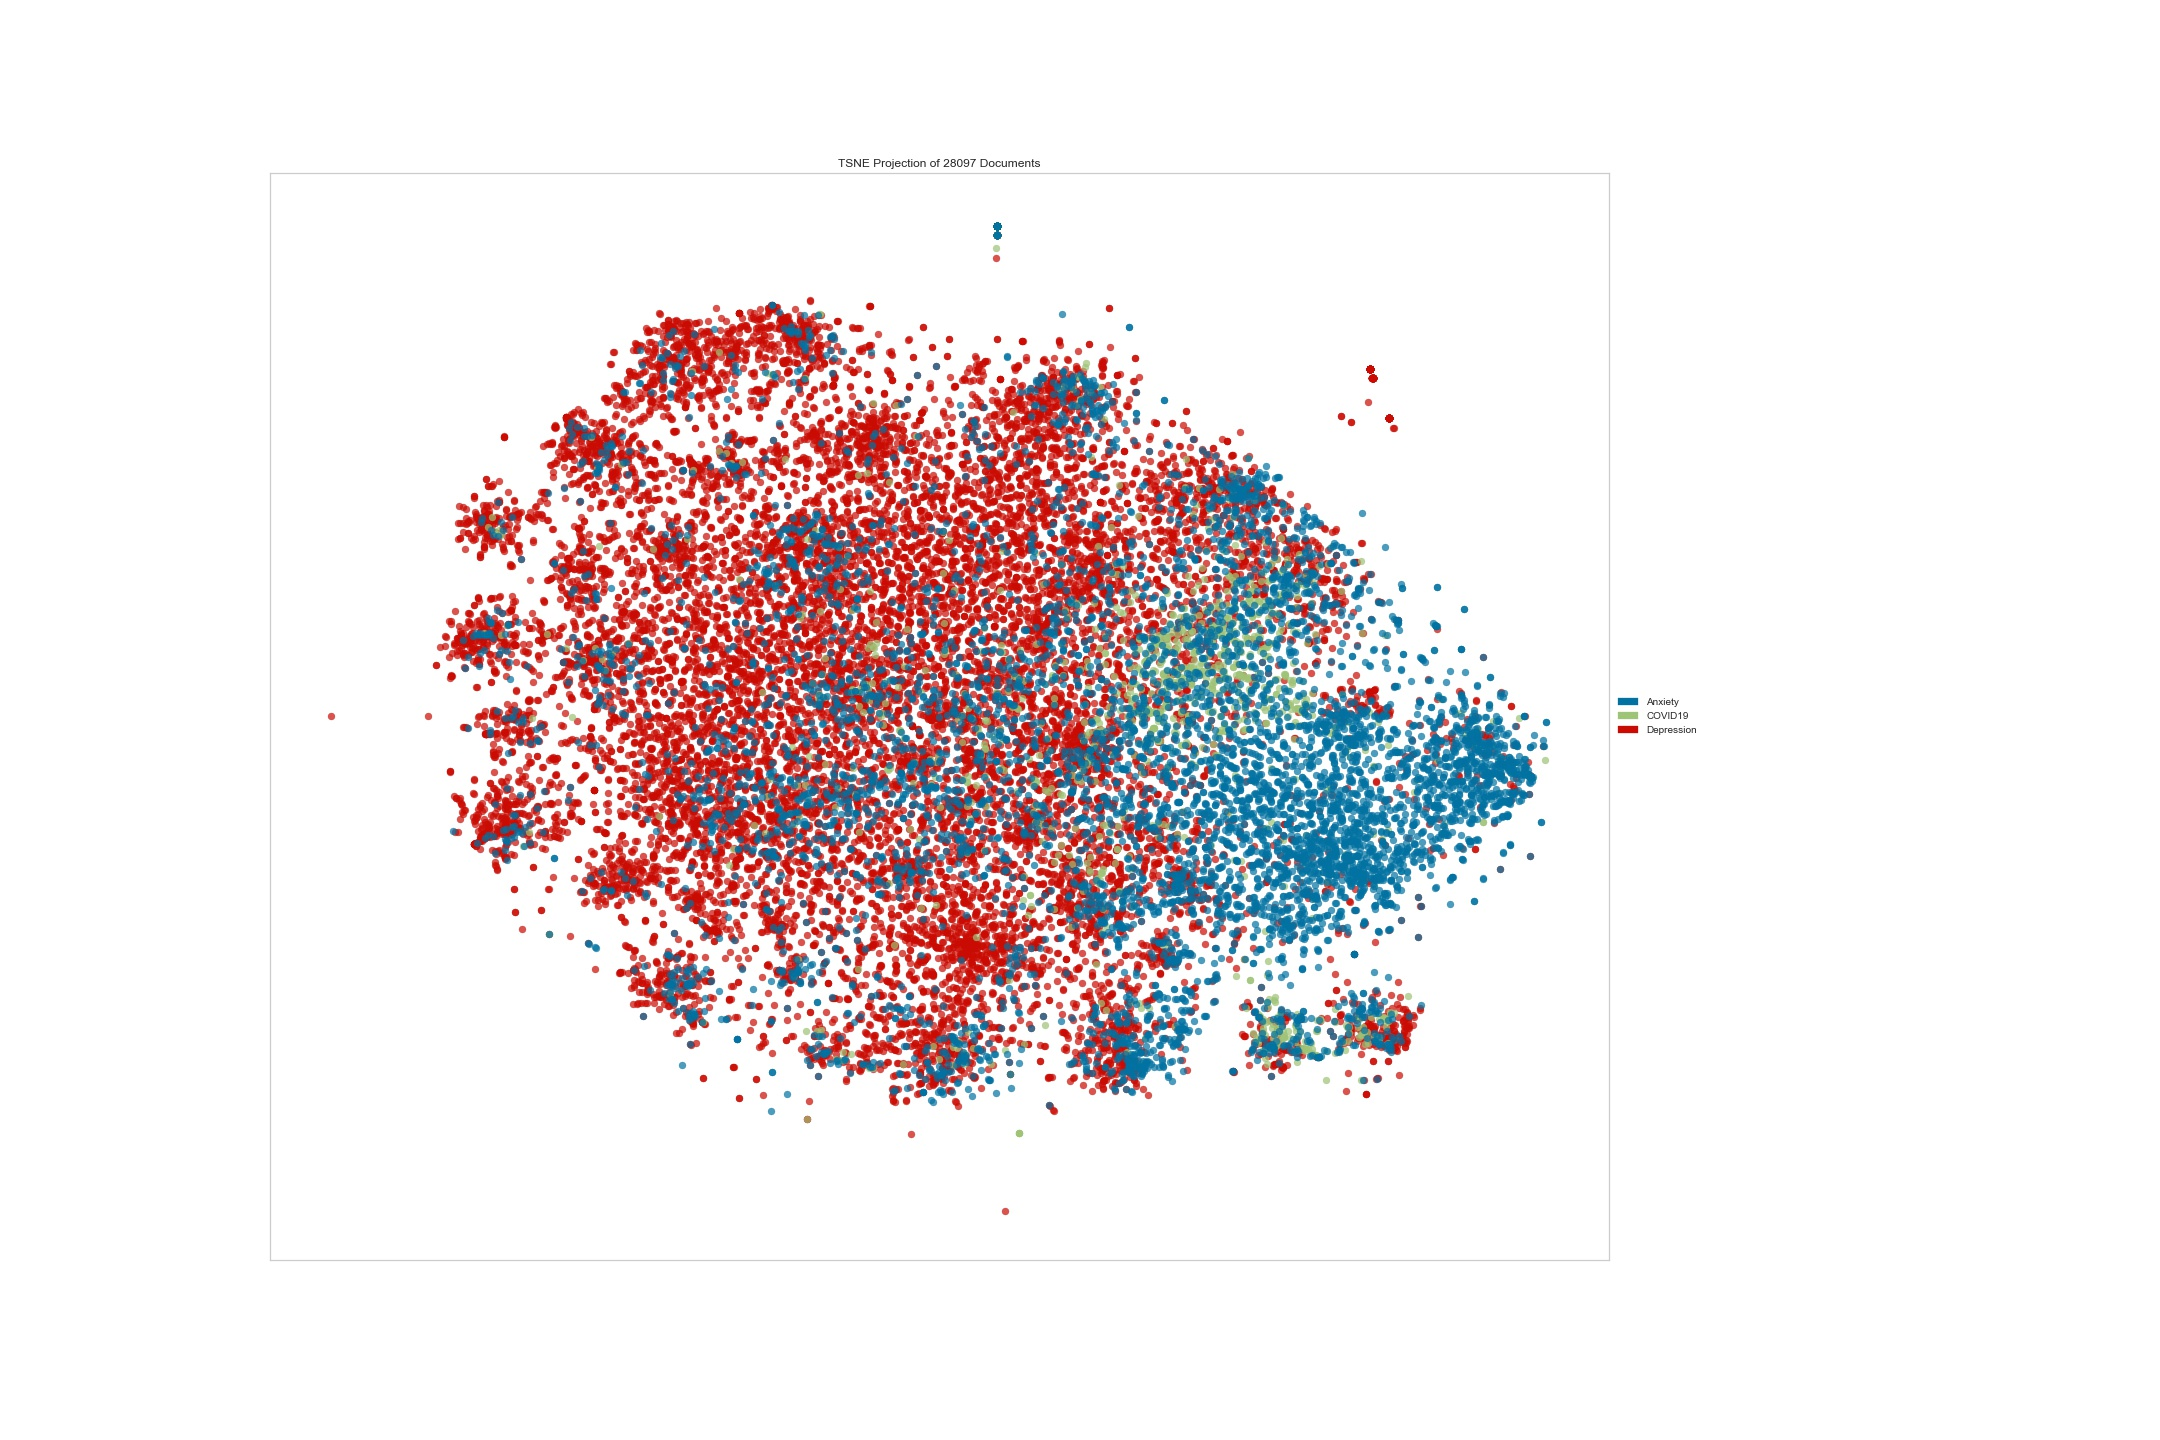 TSNE Projection of 28097 Documents
Anxiety
COVID19
Depression